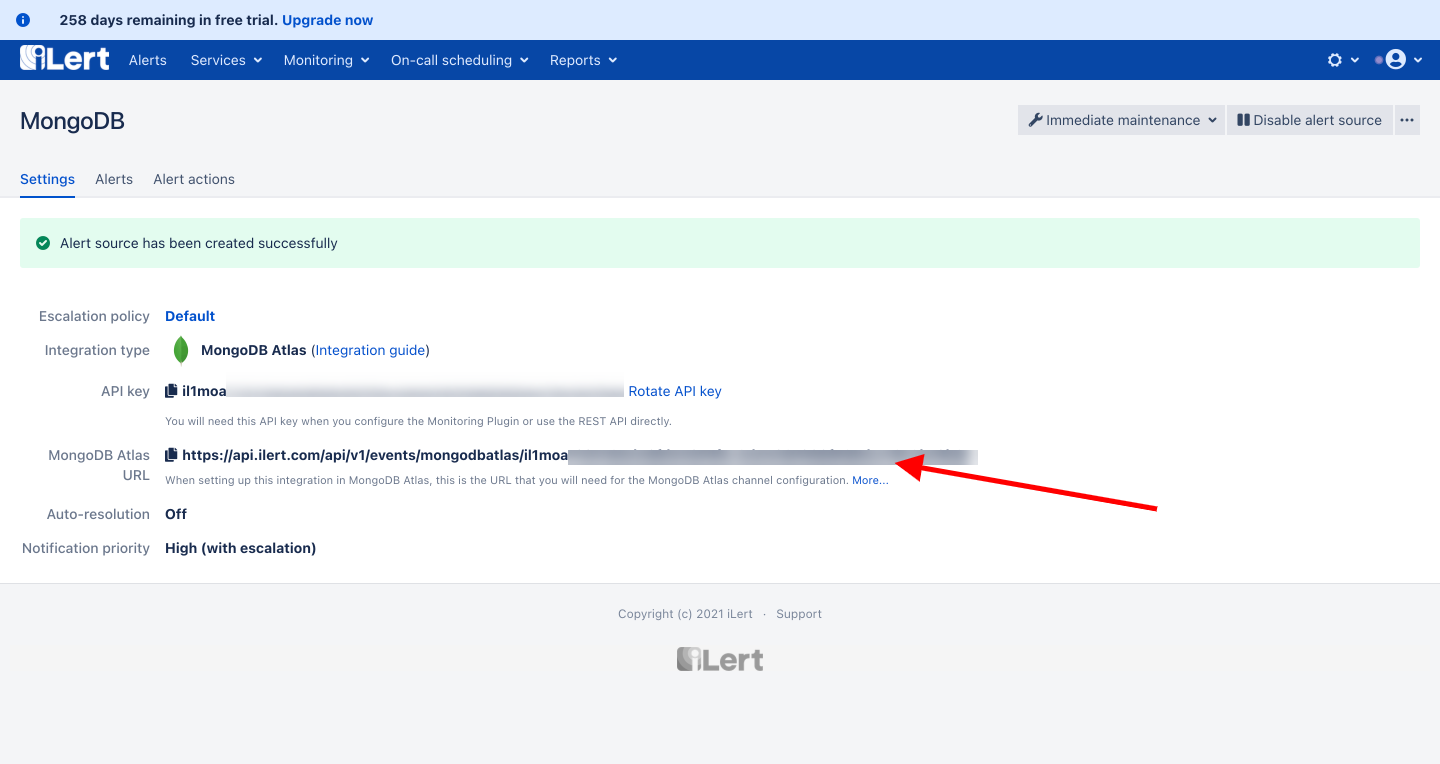 258 days remaining in free trial. Upgrade now
iLert Alerts Services Monitoring On-call scheduling Reports
MongoDB
Immediate maintenance Disable alert source
Settings Alerts Alert actions
Alert source has been created successfully
Escalation policy Default
Integration type MongoDB Atlas (Integration guide)
API key il1moa Rotate API key
You will need this API key when you configure the Monitoring Plugin or use the REST API directly.
MongoDB Atlas URL https://api.ilert.com/api/v1/events/mongodbatlas/il1moa
When setting up this integration in MongoDB Atlas, this is the URL that you will need for the MongoDB Atlas channel configuration. More...
Auto-resolution Off
Notification priority High (with escalation)
Copyright (c) 2021 iLert · Support
iLert